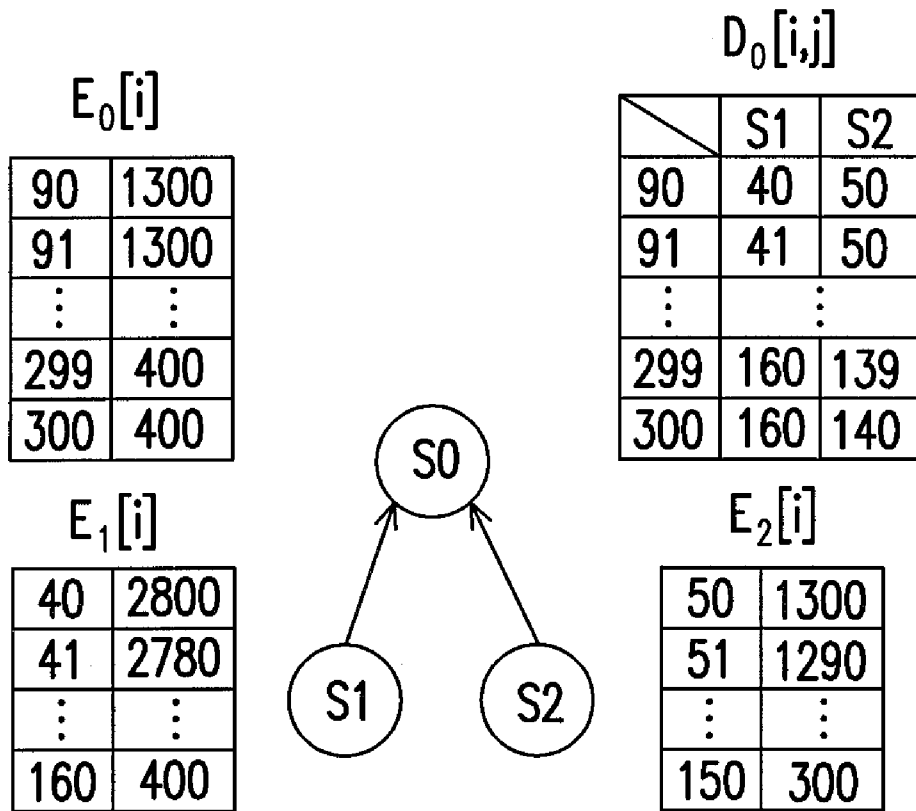 E₀[i]
90 1300
91 1300
⋮ ⋮
299 400
300 400
D₀[i,j]
S1 S2
90 40 50
91 41 50
⋮ ⋮
299 160 139
300 160 140
S0
E₁[i]
40 2800
41 2780
⋮ ⋮
160 400
S1
S2
E₂[i]
50 1300
51 1290
⋮ ⋮
150 300